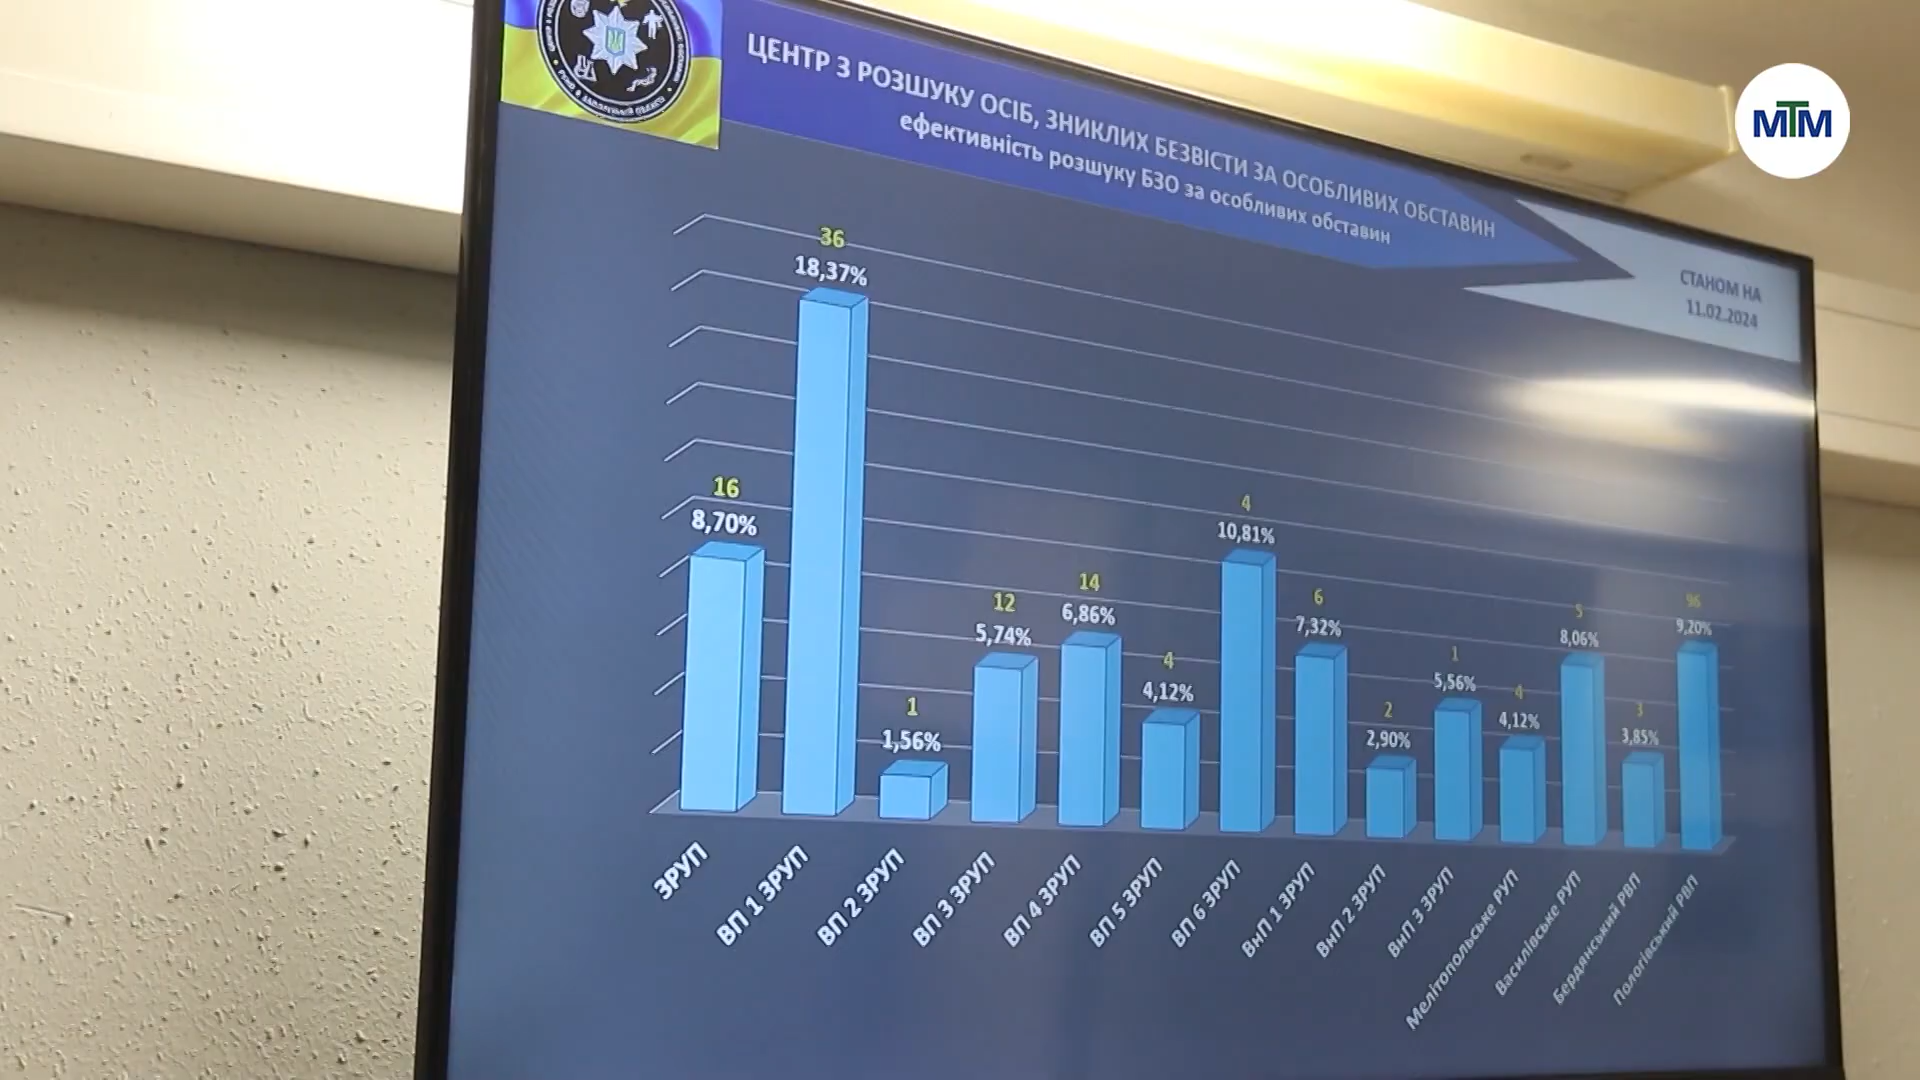 МТМ
ЦЕНТР З РОЗШУКУ ОСІБ, ЗНИКЛИХ БЕЗВІСТИ ЗА ОСОБЛИВИХ ОБСТАВИН
ефективність розшуку БЗО за особливих обставин
СТАНОМ НА
11.02.2024
16
8,70%
36
18,37%
1
1,56%
12
5,74%
14
6,86%
4
4,12%
4
10,81%
6
7,32%
2
2,90%
1
5,56%
4
4,12%
5
8,06%
3
3,85%
96
9,20%
ЗРУП
ВП 1 ЗРУП
ВП 2 ЗРУП
ВП 3 ЗРУП
ВП 4 ЗРУП
ВП 5 ЗРУП
ВП 6 ЗРУП
ВнП 1 ЗРУП
ВнП 2 ЗРУП
ВнП 3 ЗРУП
Мелітопольське РУП
Василівське РУП
Бердянський РВП
Пологівський РВП